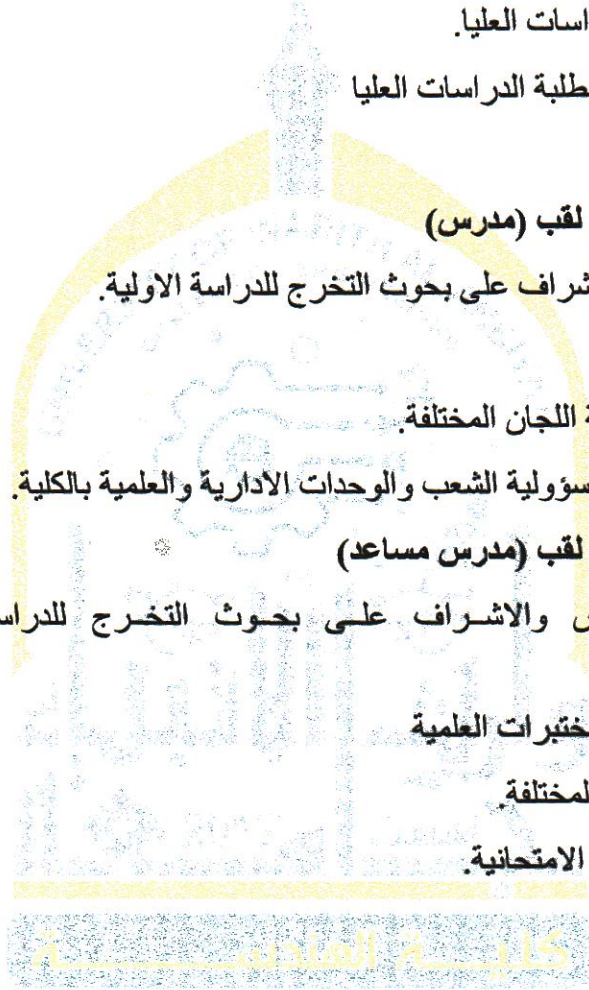 اسات العليا.
طلبة الدراسات العليا
لقب (مدرس)
شراف على بحوث التخرج للدراسة الاولية.
ة اللجان المختلفة.
سؤولية الشعب والوحدات الادارية والعلمية بالكلية.
لقب (مدرس مساعد)
س والاشراف على بحوث التخرج للدراس
ختبرات العلمية
لمختلفة.
الامتحانية.
كلية الهندسة